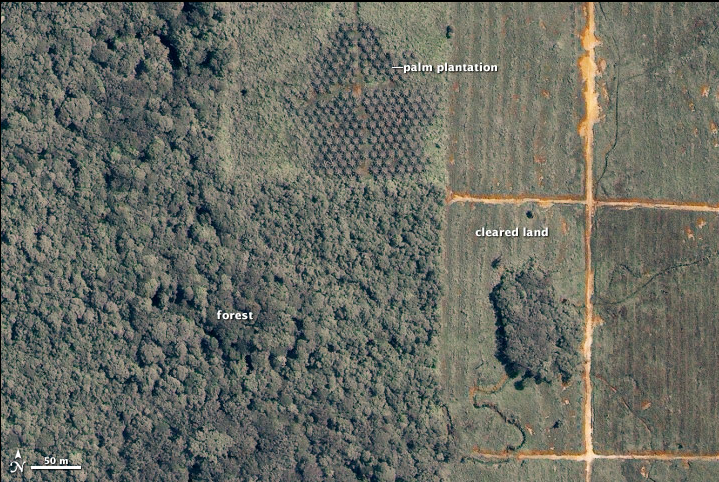 palm plantation
cleared land
forest
N
50 m